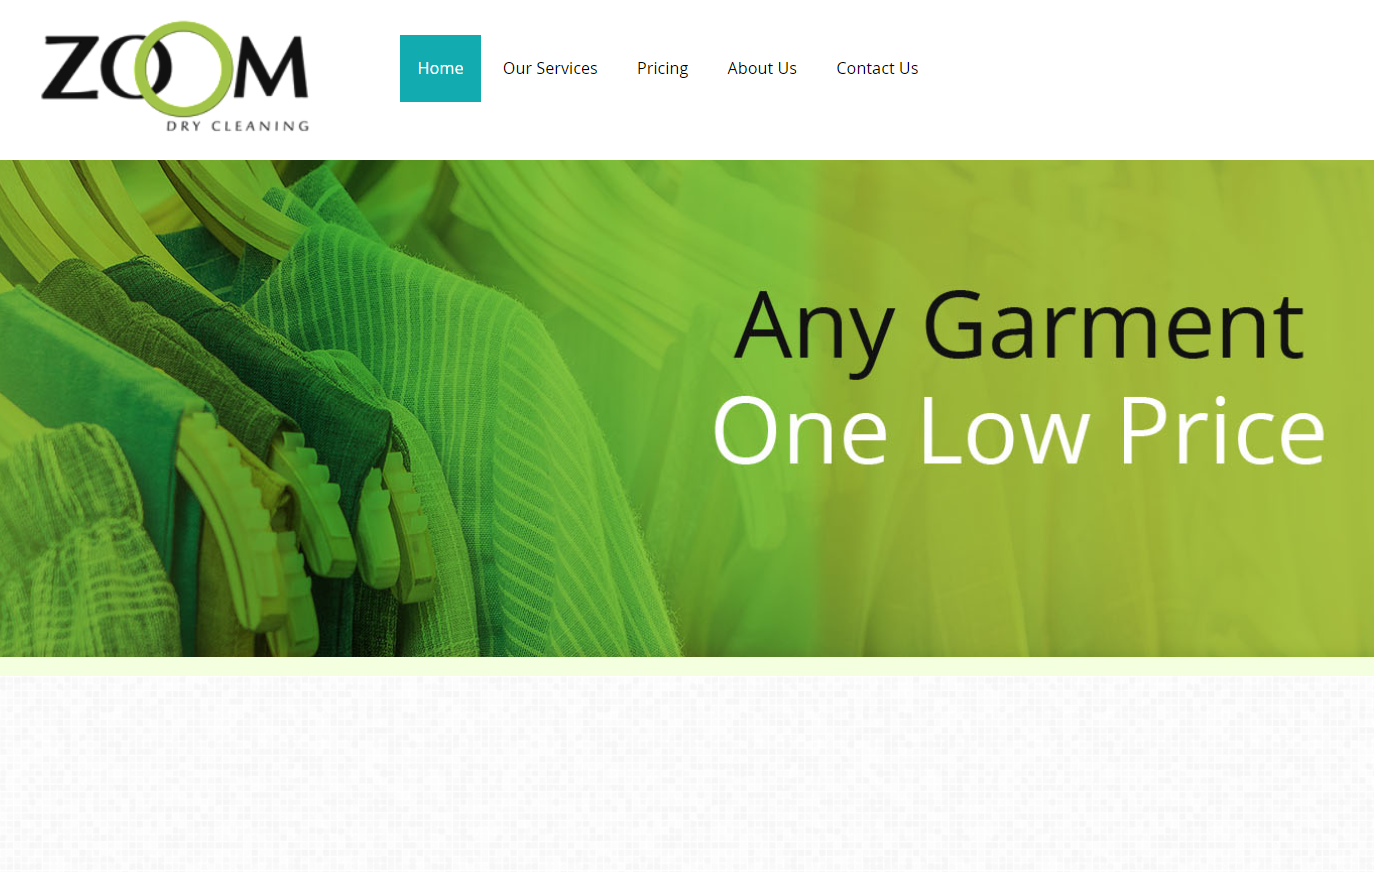 ZOOM
DRY CLEANING
Home Our Services Pricing About Us Contact Us
Any Garment
One Low Price